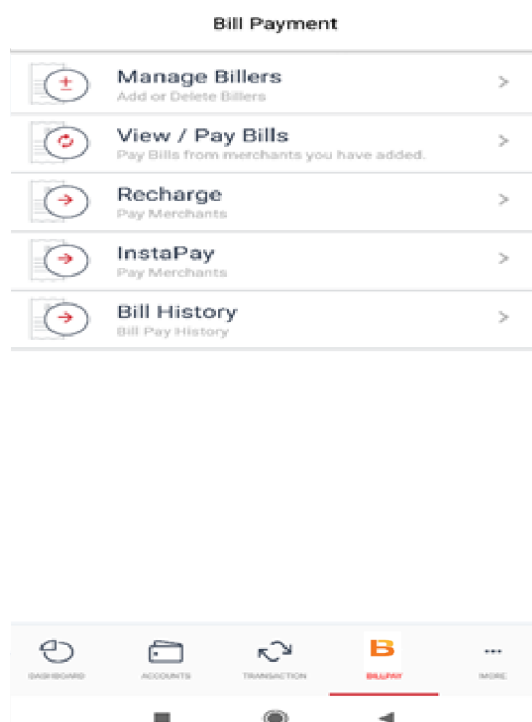 Bill Payment
Manage Billers
Add or Delete Billers
View / Pay Bills
Pay Bills from merchants you have added.
Recharge
Pay Merchants
InstaPay
Pay Merchants
Bill History
Bill Pay History
B
DASHBOARD ACCOUNTS TRANSACTION BILLPAY MORE